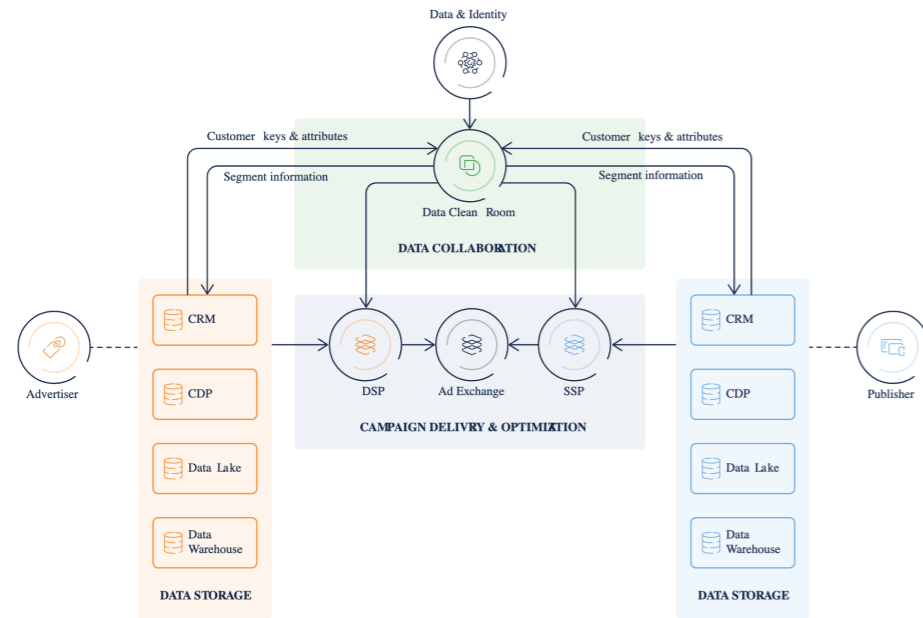 Data & Identity
Customer keys & attributes
Customer keys & attributes
Segment information
Segment information
Data Clean Room
DATA COLLABORATION
CRM
CRM
Advertiser
DSP
Ad Exchange
SSP
Publisher
CDP
CDP
CAMPAIGN DELIVRY & OPTIMIZATION
Data Lake
Data Lake
Data
Warehouse
Data
Warehouse
DATA STORAGE
DATA STORAGE